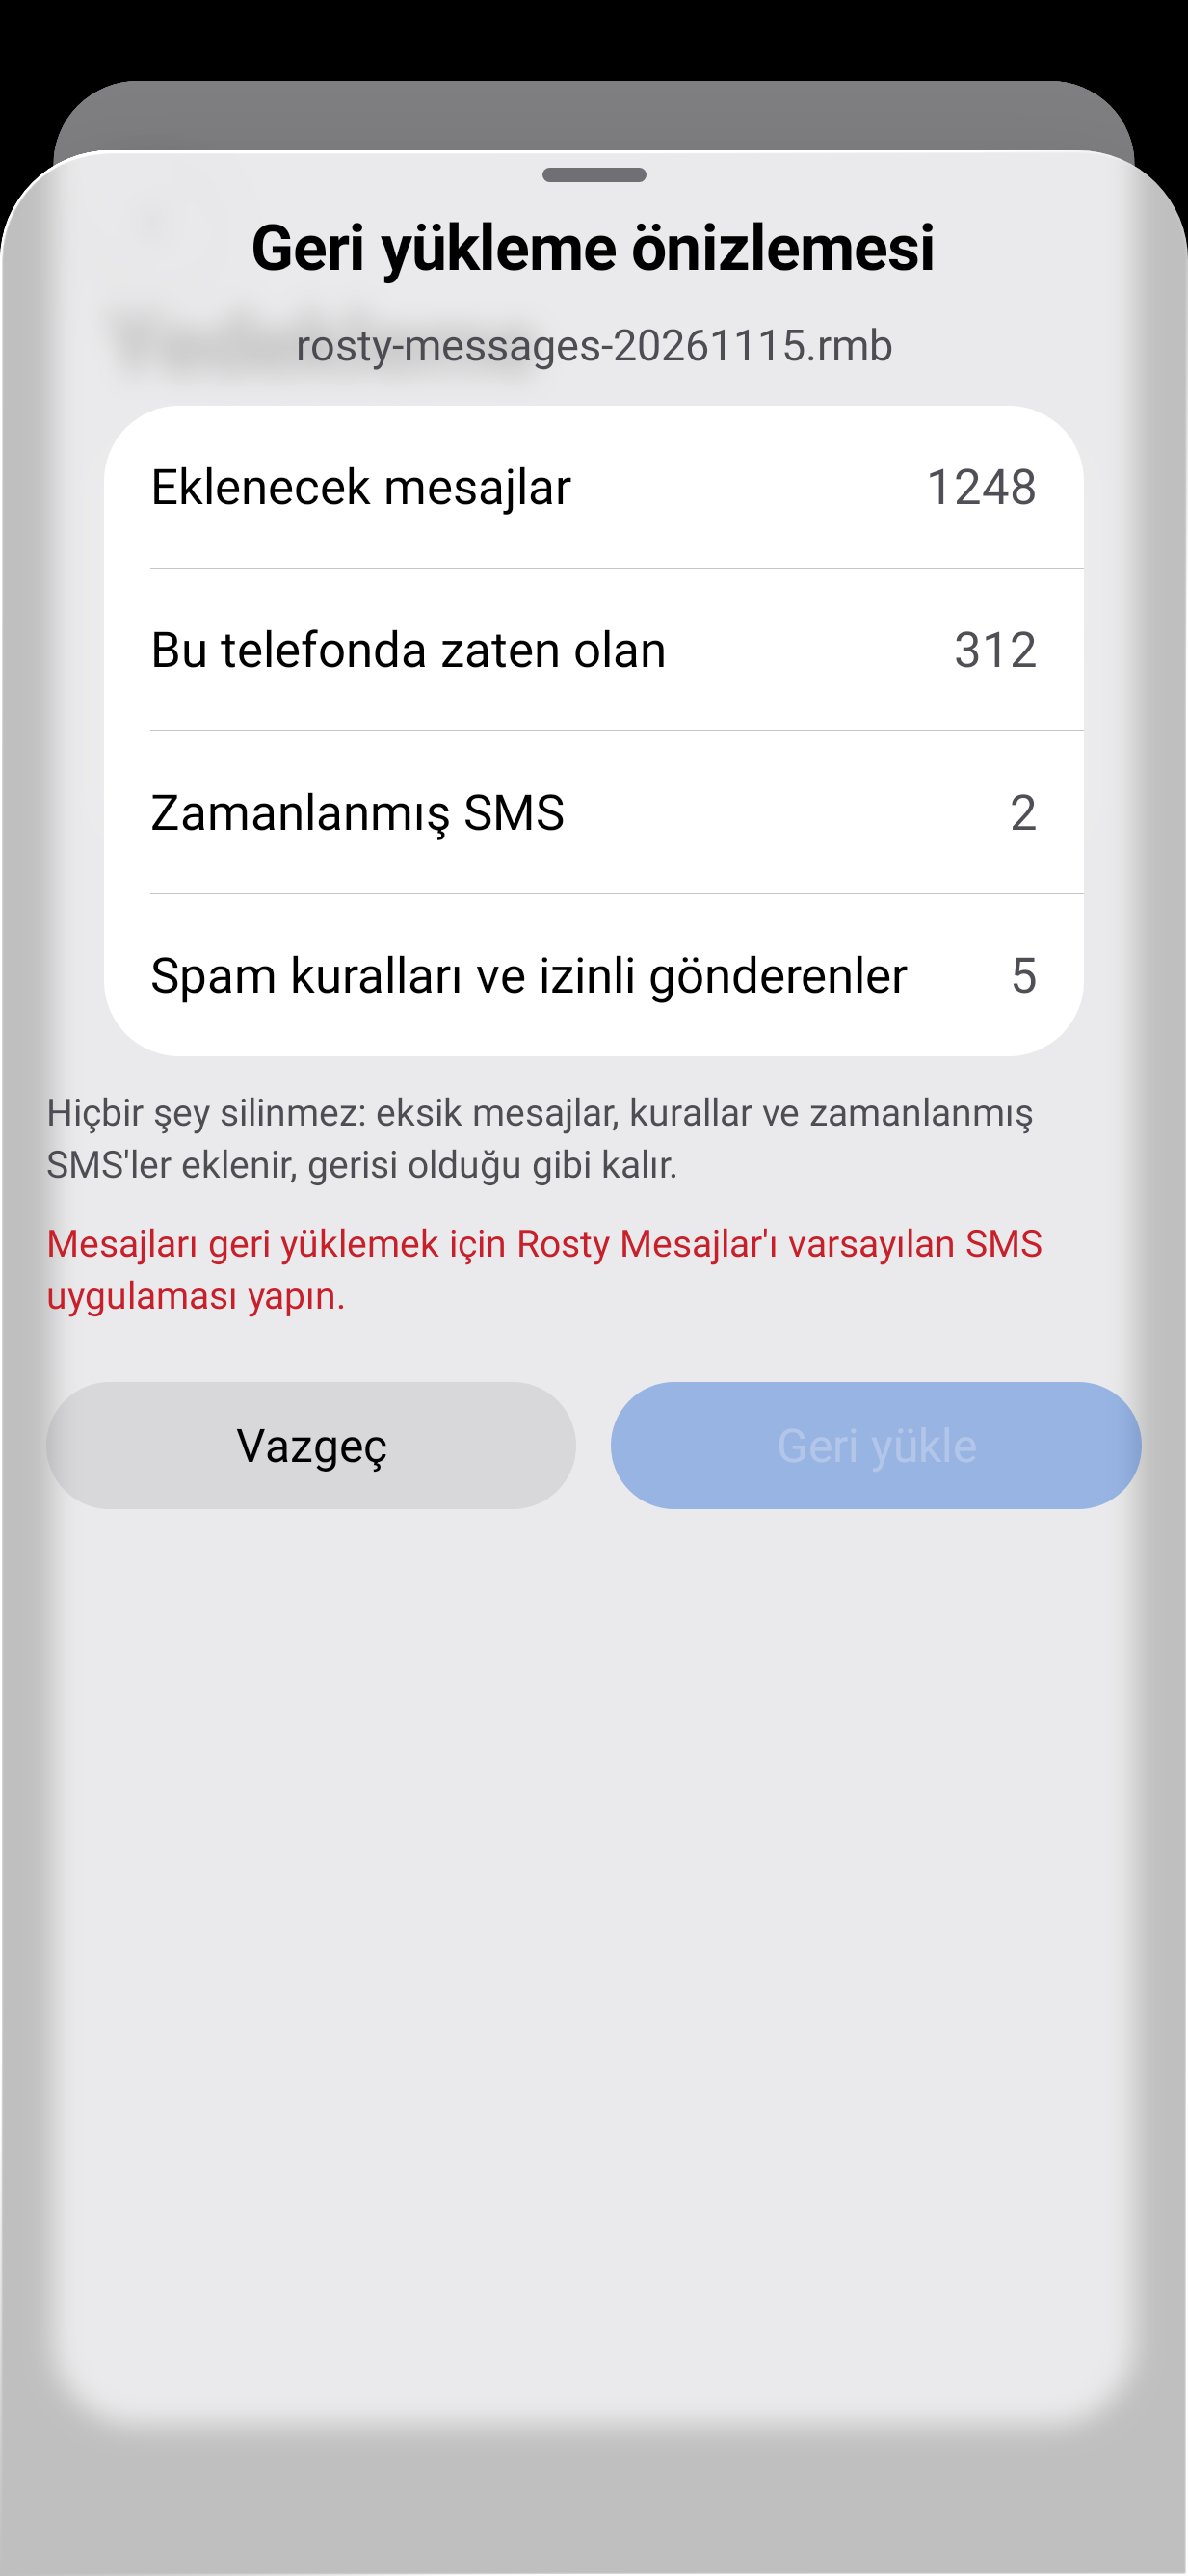 Geri yükleme önizlemesi
rosty-messages-20261115.rmb
Eklenecek mesajlar 1248
Bu telefonda zaten olan 312
Zamanlanmış SMS 2
Spam kuralları ve izinli gönderenler 5
Hiçbir şey silinmez: eksik mesajlar, kurallar ve zamanlanmış
SMS'ler eklenir, gerisi olduğu gibi kalır.
Mesajları geri yüklemek için Rosty Mesajlar'ı varsayılan SMS
uygulaması yapın.
Vazgeç Geri yükle